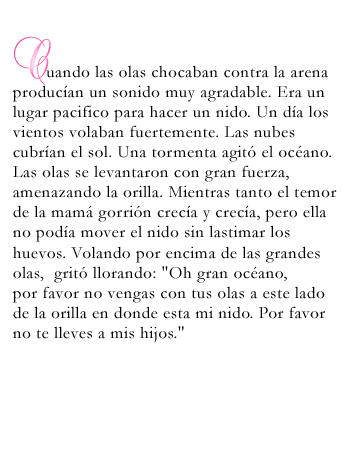 Cuando las olas chocaban contra la arena
producían un sonido muy agradable. Era un
lugar pacifico para hacer un nido. Un día los
vientos volaban fuertemente. Las nubes
cubrían el sol. Una tormenta agitó el océano.
Las olas se levantaron con gran fuerza,
amenazando la orilla. Mientras tanto el temor
de la mamá gorrión crecía y crecía, pero ella
no podía mover el nido sin lastimar los
huevos. Volando por encima de las grandes
olas,  gritó llorando: "Oh gran océano,
por favor no vengas con tus olas a este lado
de la orilla en donde esta mi nido. Por favor
no te lleves a mis hijos."